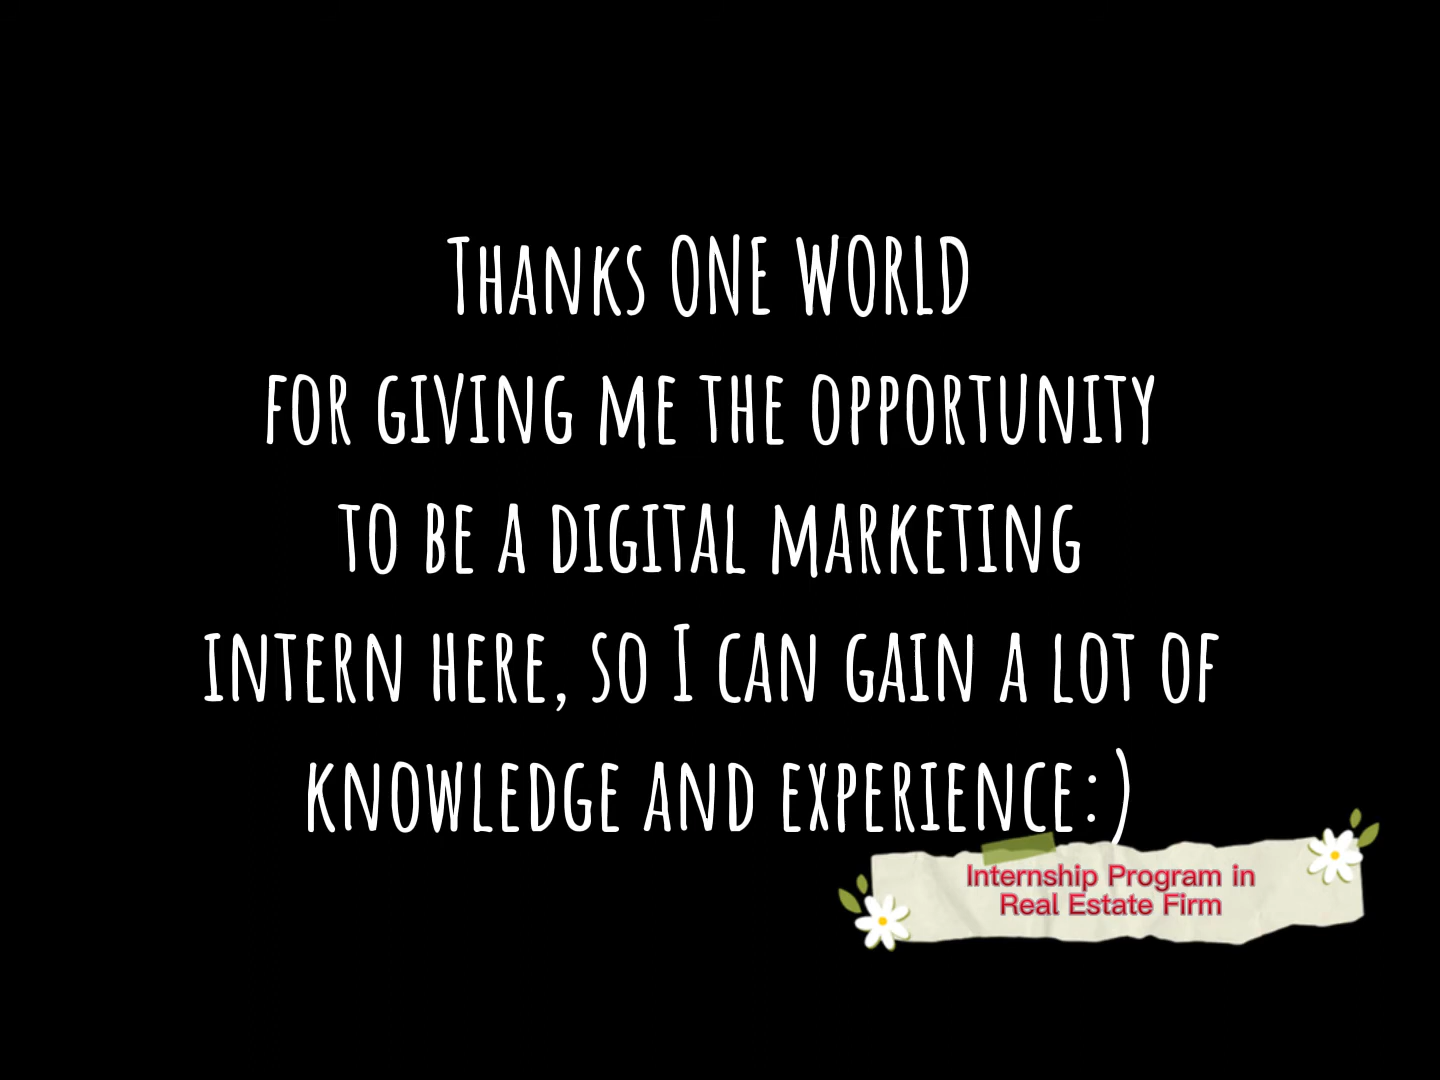 Thanks ONE WORLD
for giving me the opportunity
to be a digital marketing
intern here, so I can gain a lot of
knowledge and experience:)
Internship Program in
Real Estate Firm